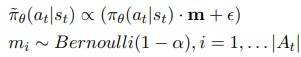 π̃_θ(a_t|s_t) ∝ (π_θ(a_t|s_t) · m + ϵ)
m_i ∼ Bernoulli(1 − α), i = 1, . . . |A_t|